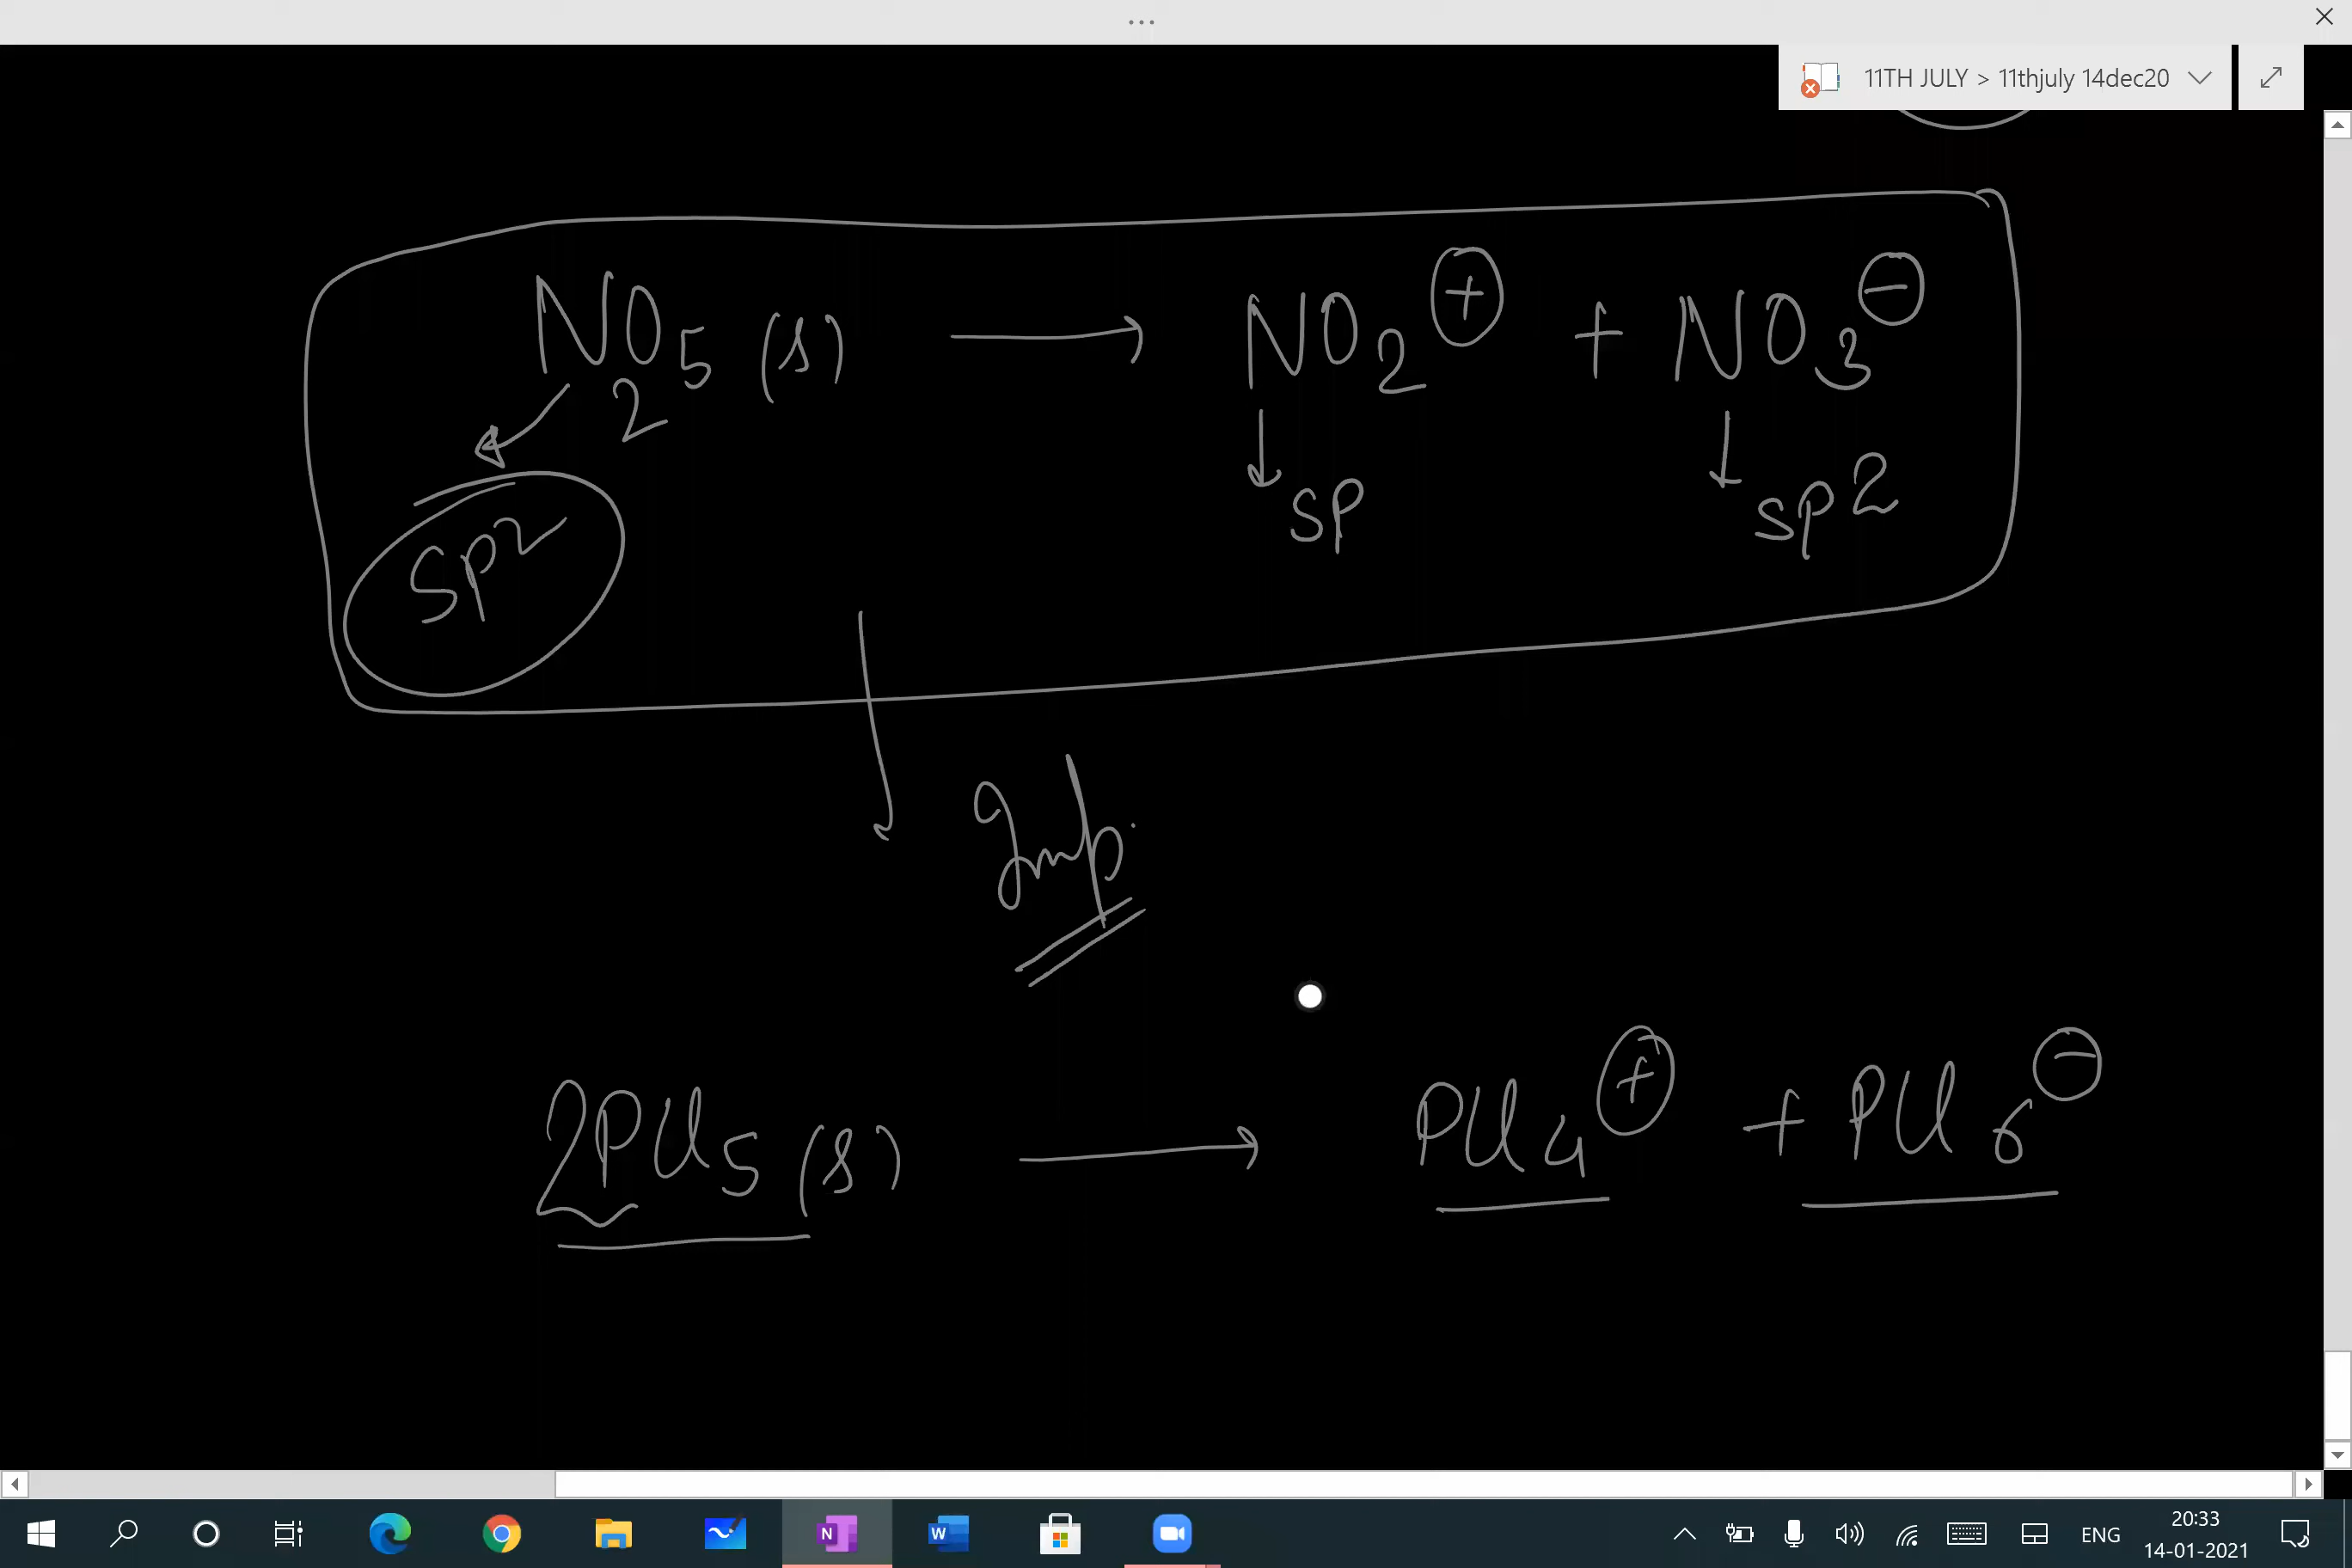 11TH JULY > 11thjuly 14dec20
N₂O₅ (s) ⟶ NO₂⊕ + NO₃⊖
sp² sp sp²
Imp.
2PCl₅ (s) ⟶ PCl₄⊕ + PCl₆⊖
ENG 20:33
14-01-2021